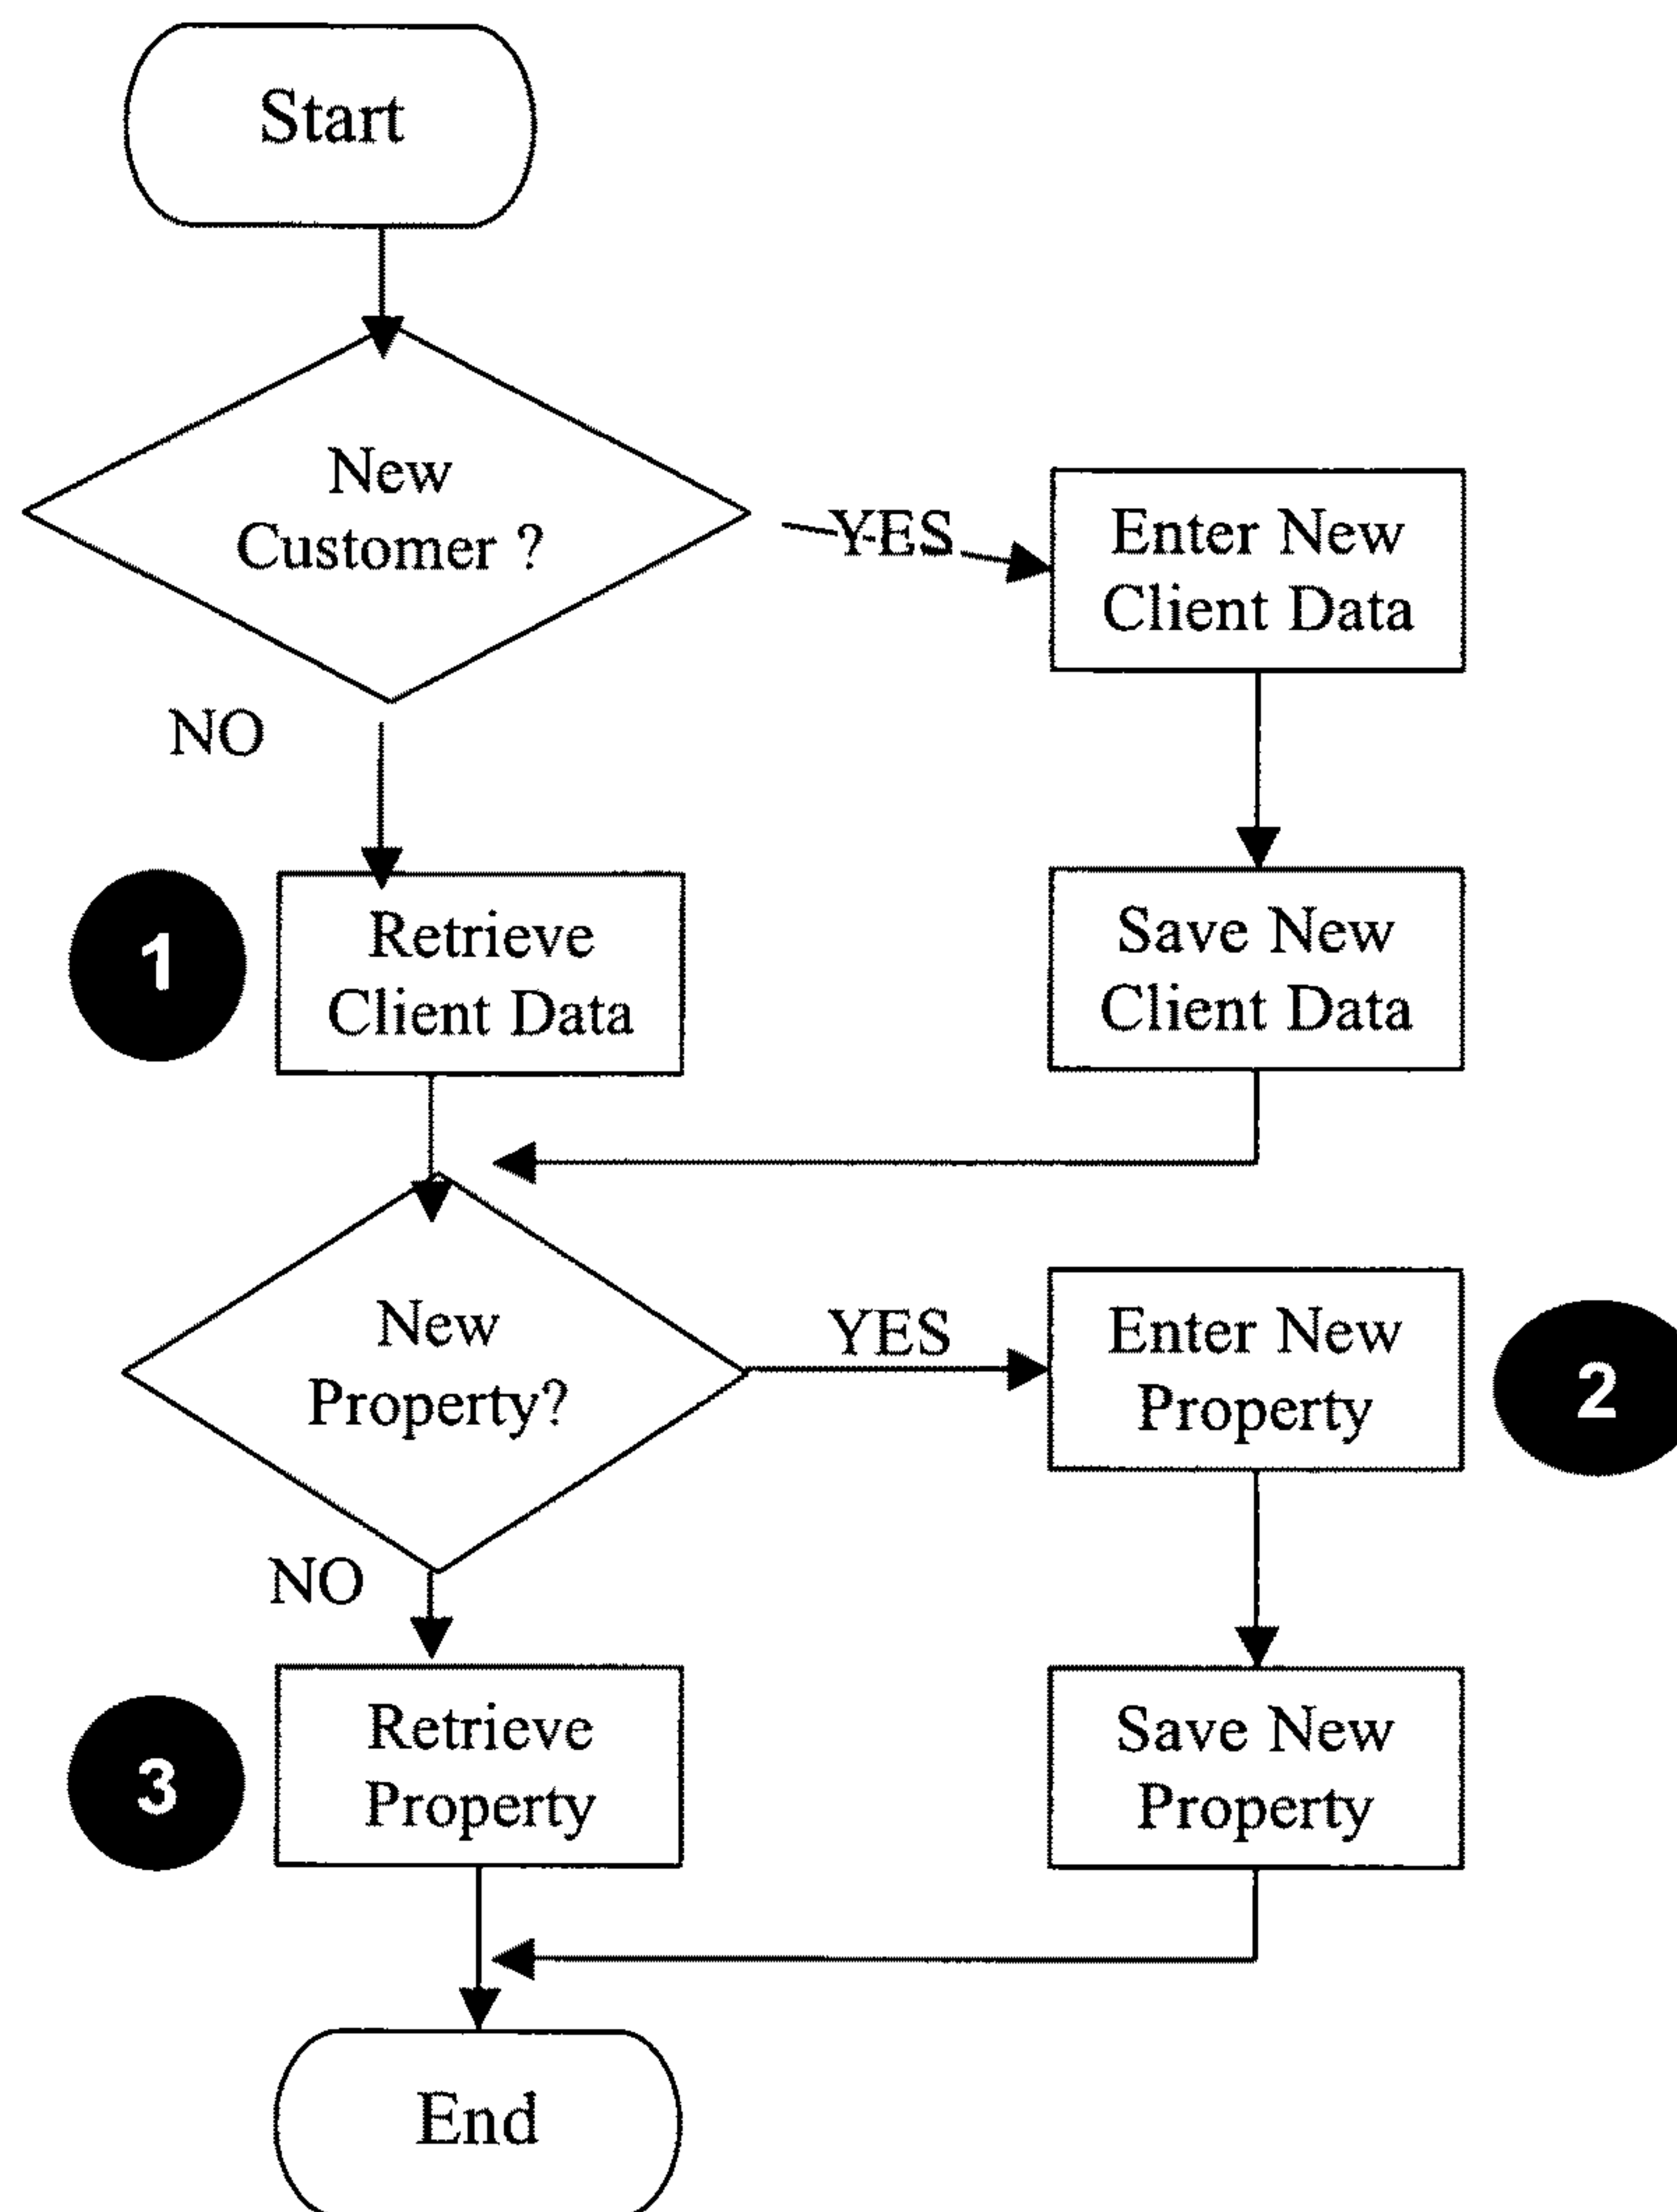 Start
New
Customer ?
YES
Enter New
Client Data
NO
1
Retrieve
Client Data
Save New
Client Data
New
Property?
YES
Enter New
Property
2
NO
3
Retrieve
Property
Save New
Property
End